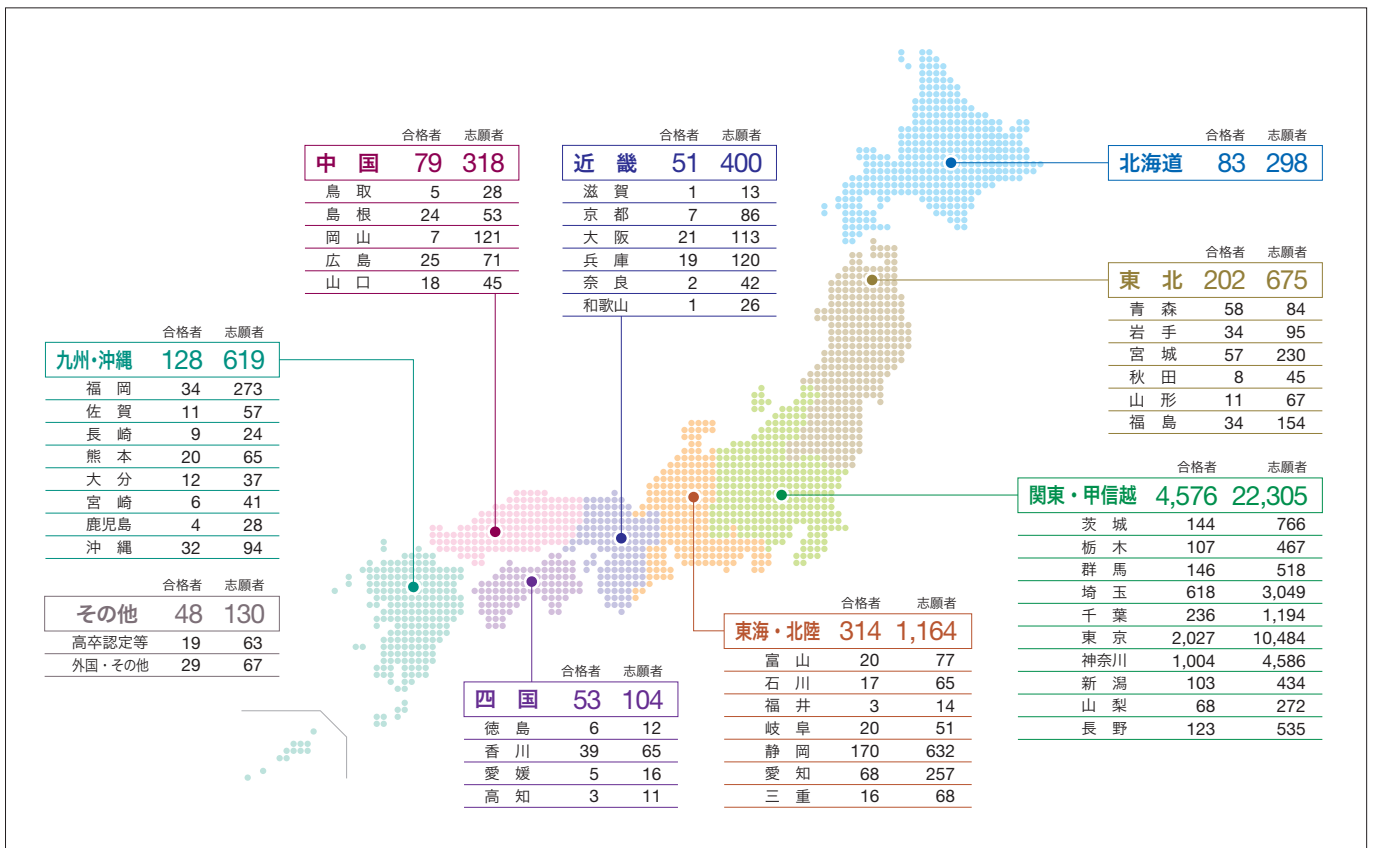 合格者 志願者
北海道 83 298
合格者 志願者
東北 202 675
青森 58 84
岩手 34 95
宮城 57 230
秋田 8 45
山形 11 67
福島 34 154
合格者 志願者
関東・甲信越 4,576 22,305
茨城 144 766
栃木 107 467
群馬 146 518
埼玉 618 3,049
千葉 236 1,194
東京 2,027 10,484
神奈川 1,004 4,586
新潟 103 434
山梨 68 272
長野 123 535
合格者 志願者
東海・北陸 314 1,164
富山 20 77
石川 17 65
福井 3 14
岐阜 20 51
静岡 170 632
愛知 68 257
三重 16 68
合格者 志願者
近畿 51 400
滋賀 1 13
京都 7 86
大阪 21 113
兵庫 19 120
奈良 2 42
和歌山 1 26
合格者 志願者
中国 79 318
鳥取 5 28
島根 24 53
岡山 7 121
広島 25 71
山口 18 45
合格者 志願者
四国 53 104
徳島 6 12
香川 39 65
愛媛 5 16
高知 3 11
合格者 志願者
九州・沖縄 128 619
福岡 34 273
佐賀 11 57
長崎 9 24
熊本 20 65
大分 12 37
宮崎 6 41
鹿児島 4 28
沖縄 32 94
合格者 志願者
その他 48 130
高卒認定等 19 63
外国・その他 29 67